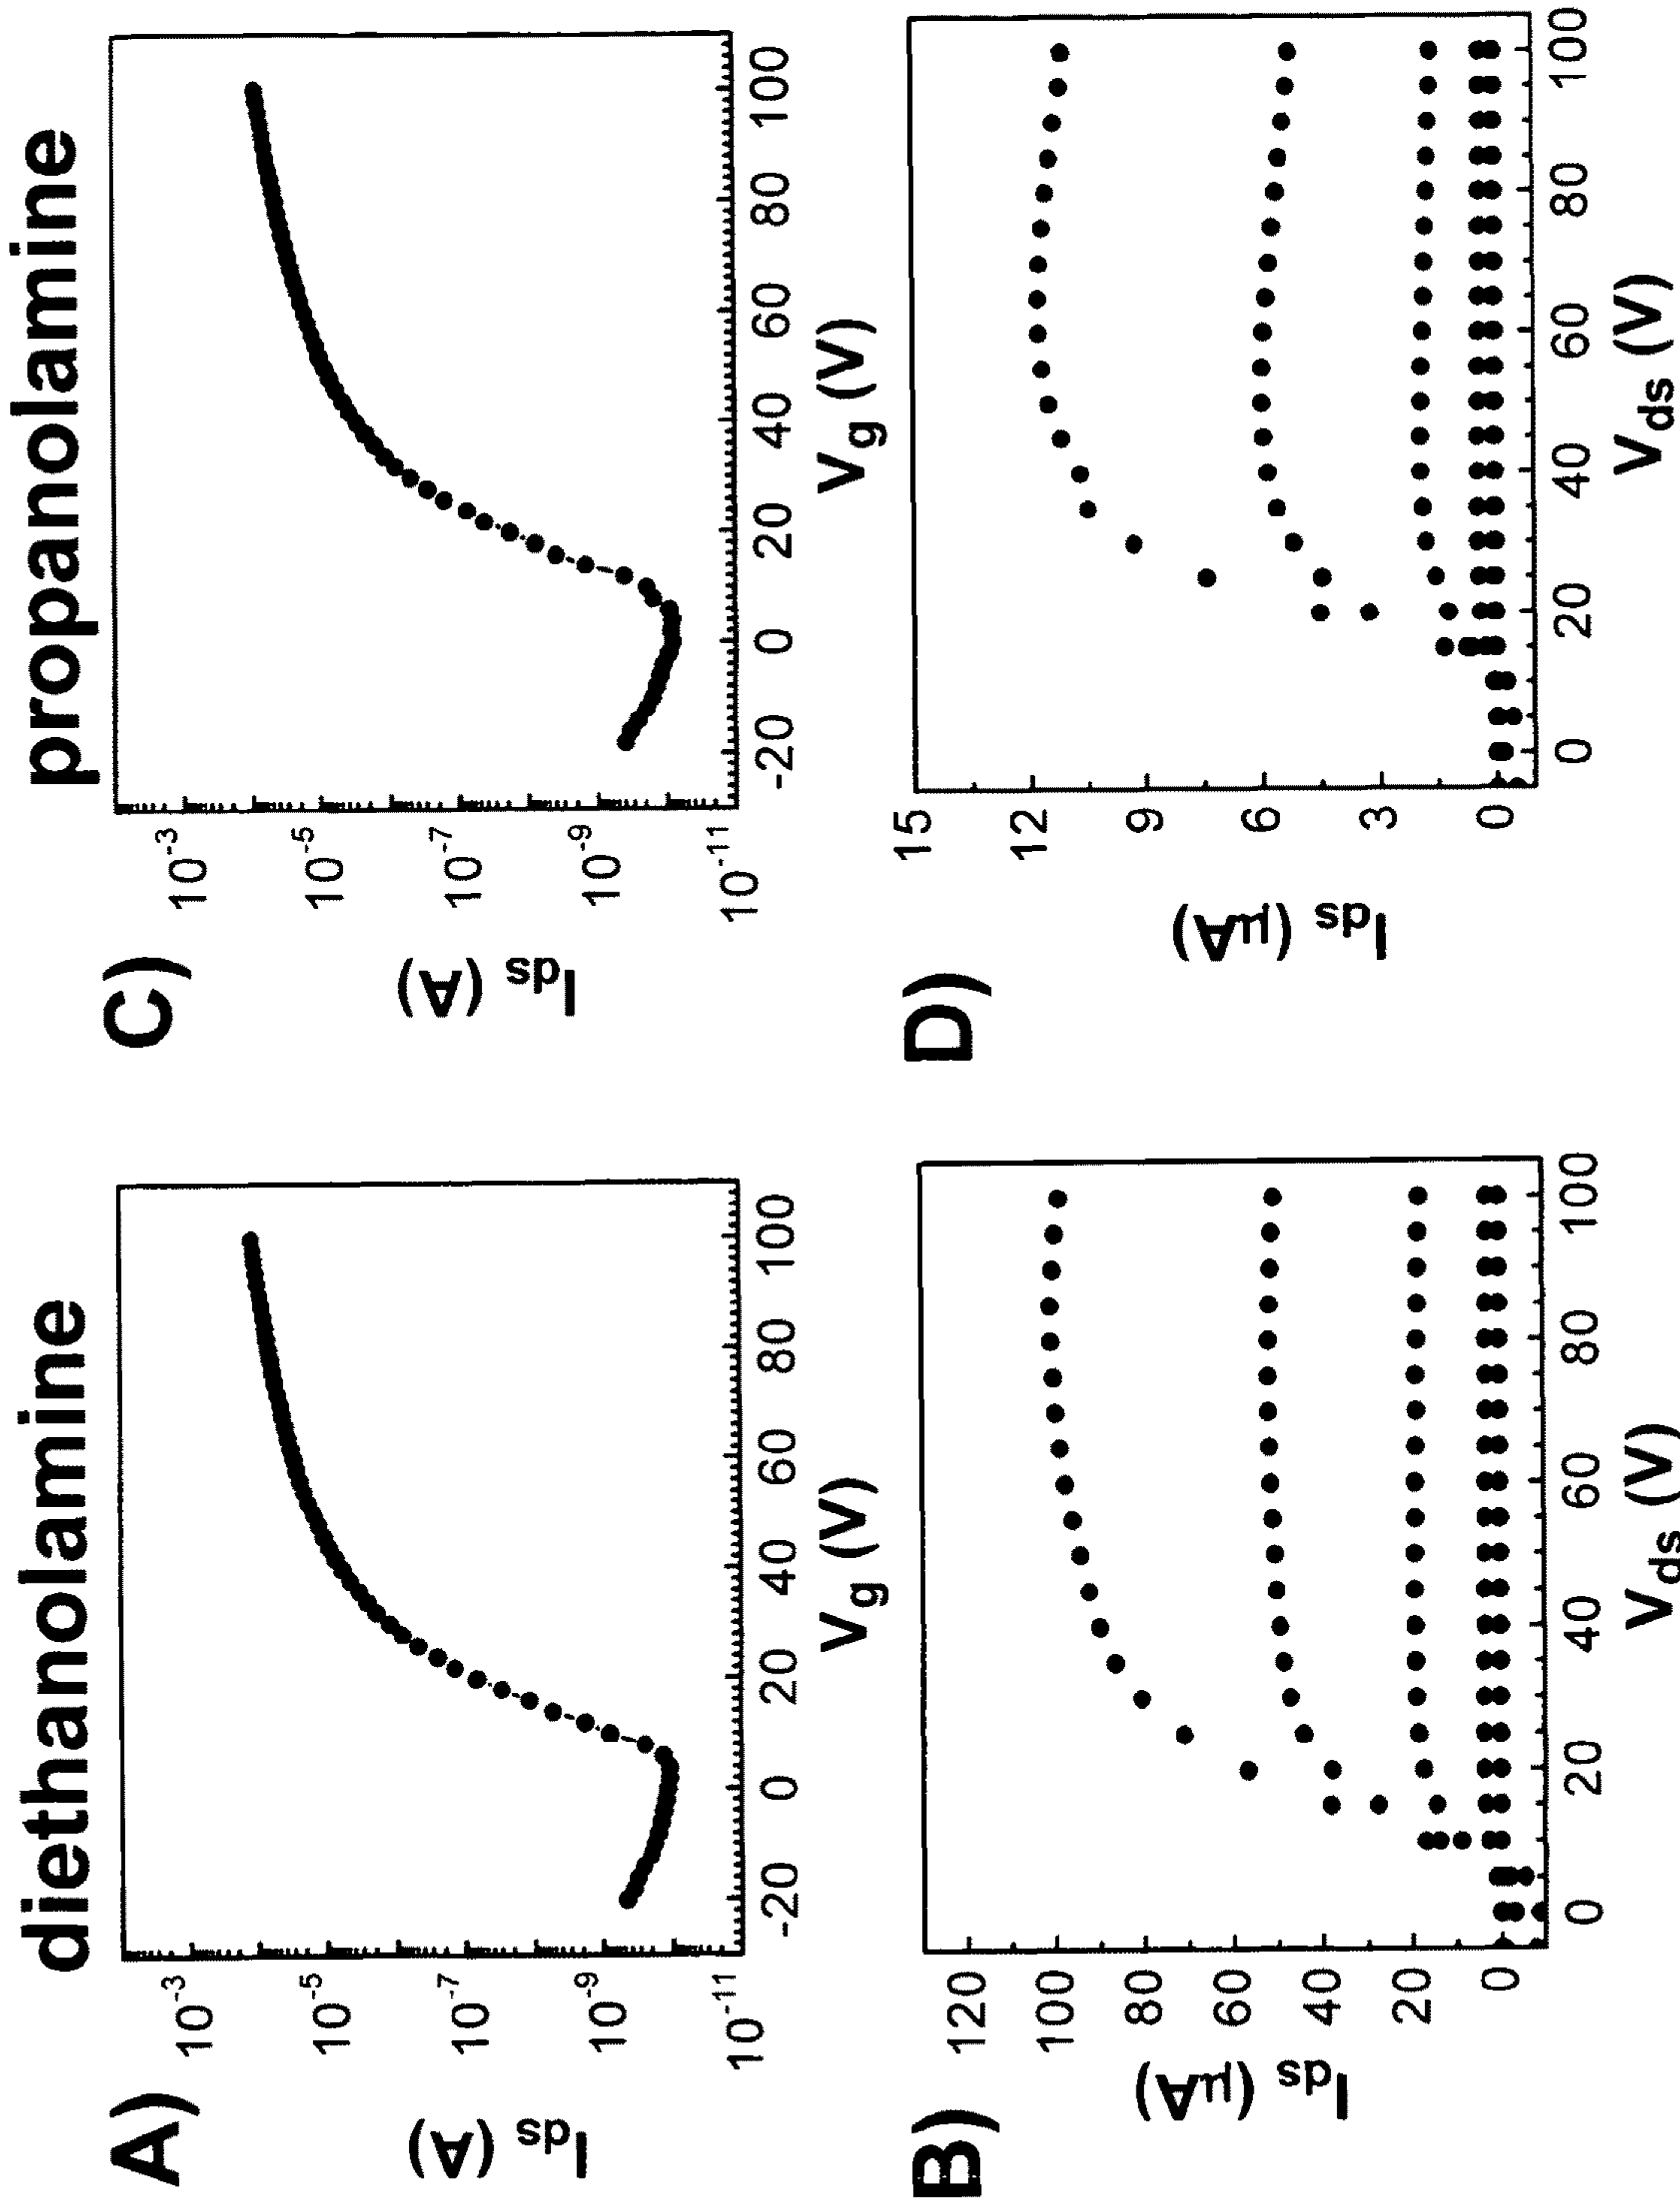 diethanolamine
propanolamine
A)
I_ds (A)
10^-3
10^-5
10^-7
10^-9
10^-11
-20 0 20 40 60 80 100
V_g (V)
C)
I_ds (A)
10^-3
10^-5
10^-7
10^-9
10^-11
-20 0 20 40 60 80 100
V_g (V)
B)
I_ds (μA)
120
100
80
60
40
20
0
0 20 40 60 80 100
V_ds (V)
D)
I_ds (μA)
15
12
9
6
3
0
0 20 40 60 80 100
V_ds (V)